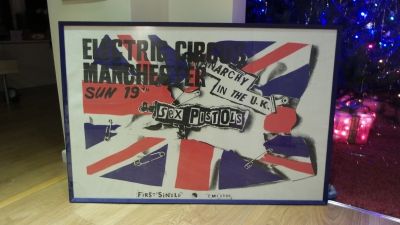 ELECTRIC CIRCUS
MANCHESTER
SUN 19
ANARCHY
IN THE U.K.
SEX PISTOLS
FIRST SINGLE